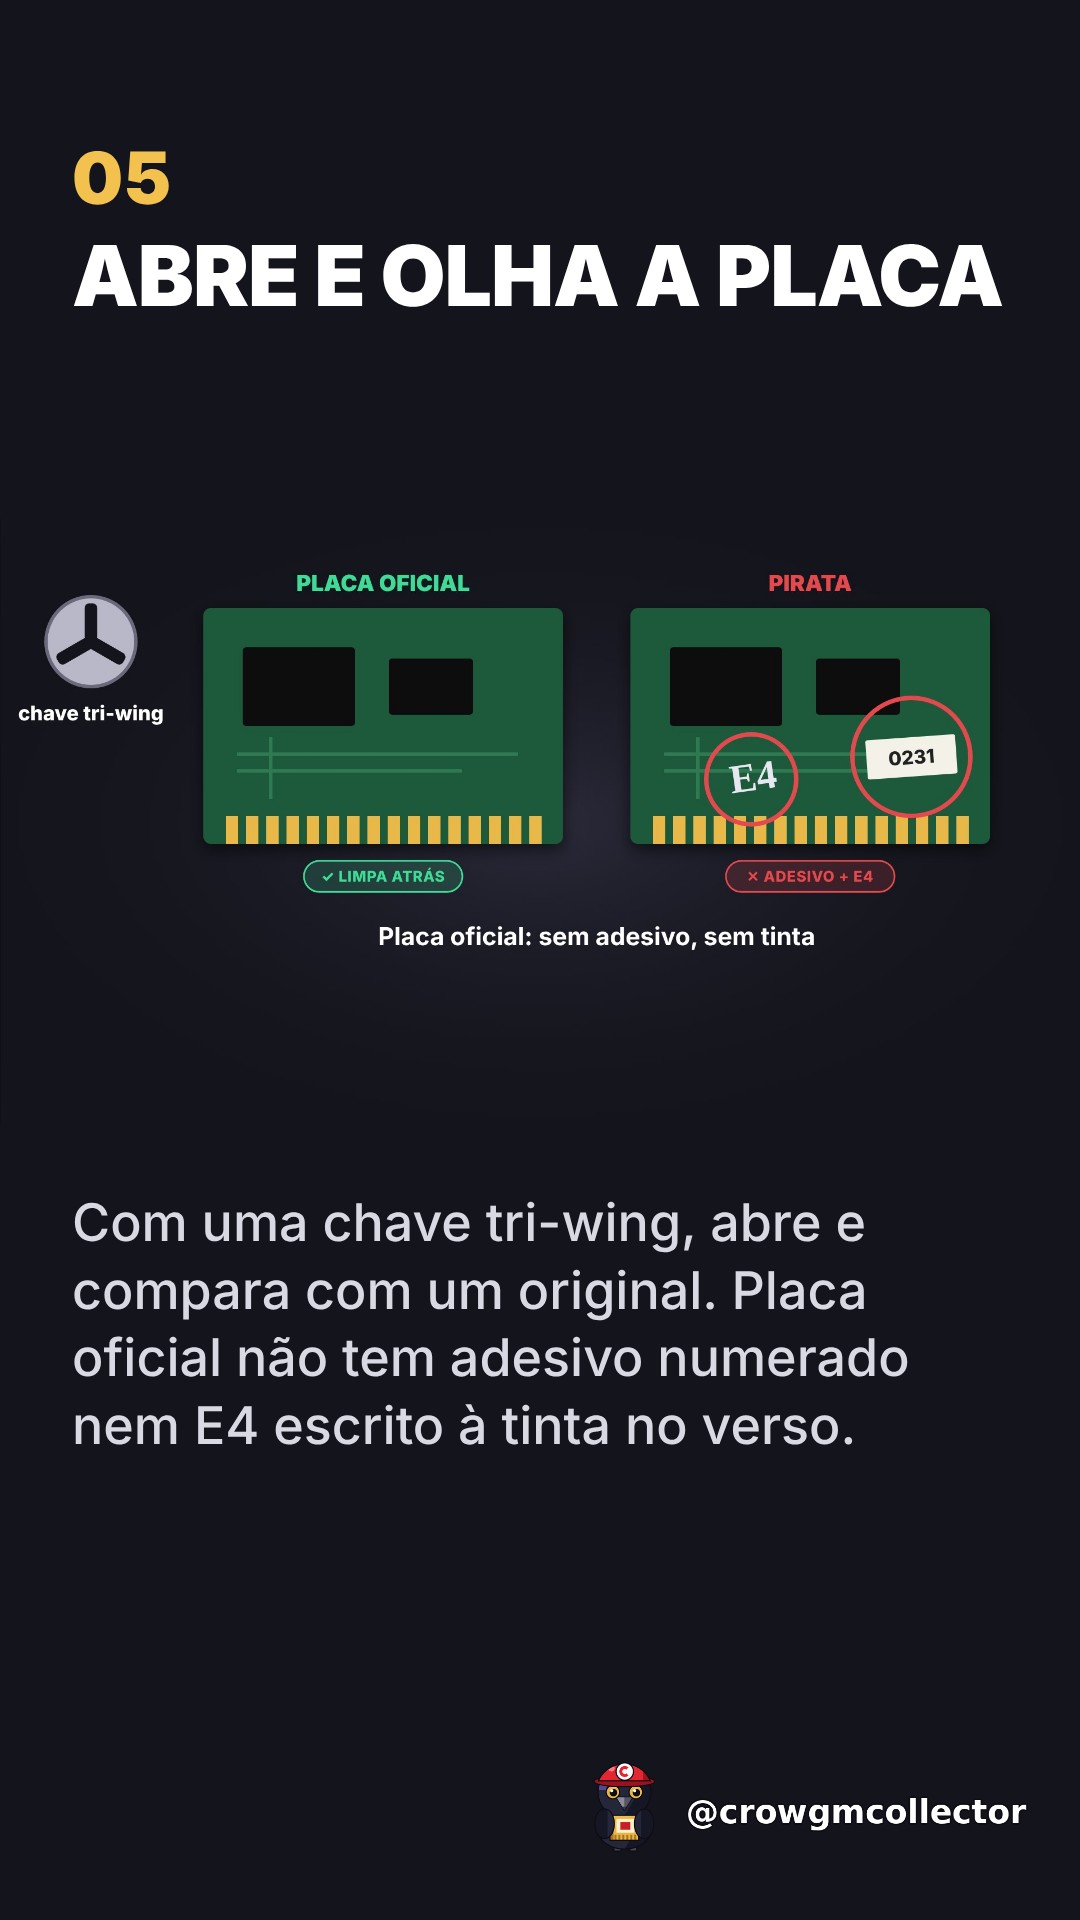 05
ABRE E OLHA A PLACA
PLACA OFICIAL
PIRATA
chave tri-wing
E4
0231
✓ LIMPA ATRÁS
✕ ADESIVO + E4
Placa oficial: sem adesivo, sem tinta
Com uma chave tri-wing, abre e
compara com um original. Placa
oficial não tem adesivo numerado
nem E4 escrito à tinta no verso.
C
@crowgmcollector